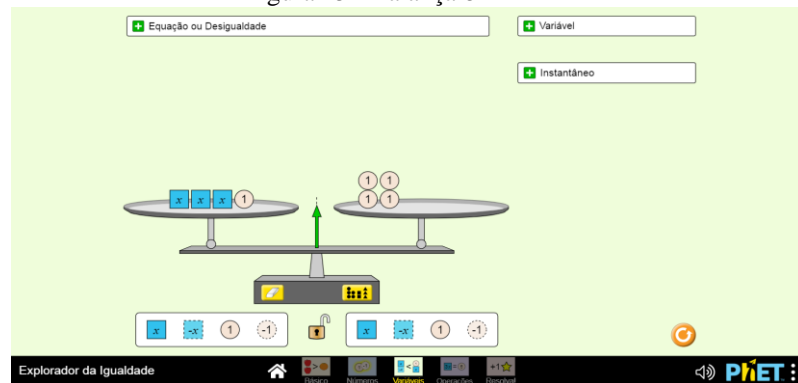 Equação ou Desigualdade
Variável
Instantâneo
1 1
x x x 1 1 1
x -x 1 -1 x -x 1 -1
Explorador da Igualdade
Básico Números Variáveis Operações Resolva!
PhET